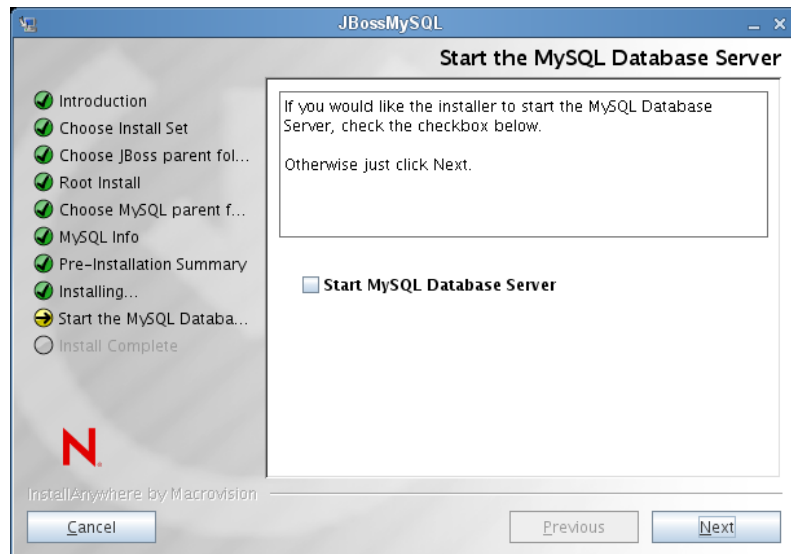 JBossMySQL
Start the MySQL Database Server
Introduction
Choose Install Set
Choose JBoss parent fol...
Root Install
Choose MySQL parent f...
MySQL Info
Pre-Installation Summary
Installing...
Start the MySQL Databa...
Install Complete
If you would like the installer to start the MySQL Database
Server, check the checkbox below.
Otherwise just click Next.
Start MySQL Database Server
N.
InstallAnywhere by Macrovision
Cancel
Previous
Next